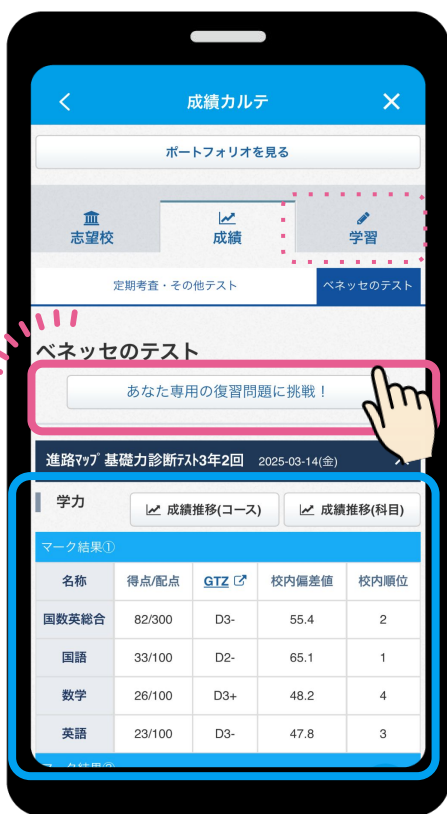 成績カルテ
ポートフォリオを見る
志望校 成績 学習
定期考査・その他テスト ベネッセのテスト
ベネッセのテスト
あなた専用の復習問題に挑戦！
進路ﾏｯﾌﾟ 基礎力診断ﾃｽﾄ3年2回 2025-03-14(金)
学力 成績推移(コース) 成績推移(科目)
マーク結果①
名称 得点/配点 GTZ 校内偏差値 校内順位
国数英総合 82/300 D3- 55.4 2
国語 33/100 D2- 65.1 1
数学 26/100 D3+ 48.2 4
英語 23/100 D3- 47.8 3